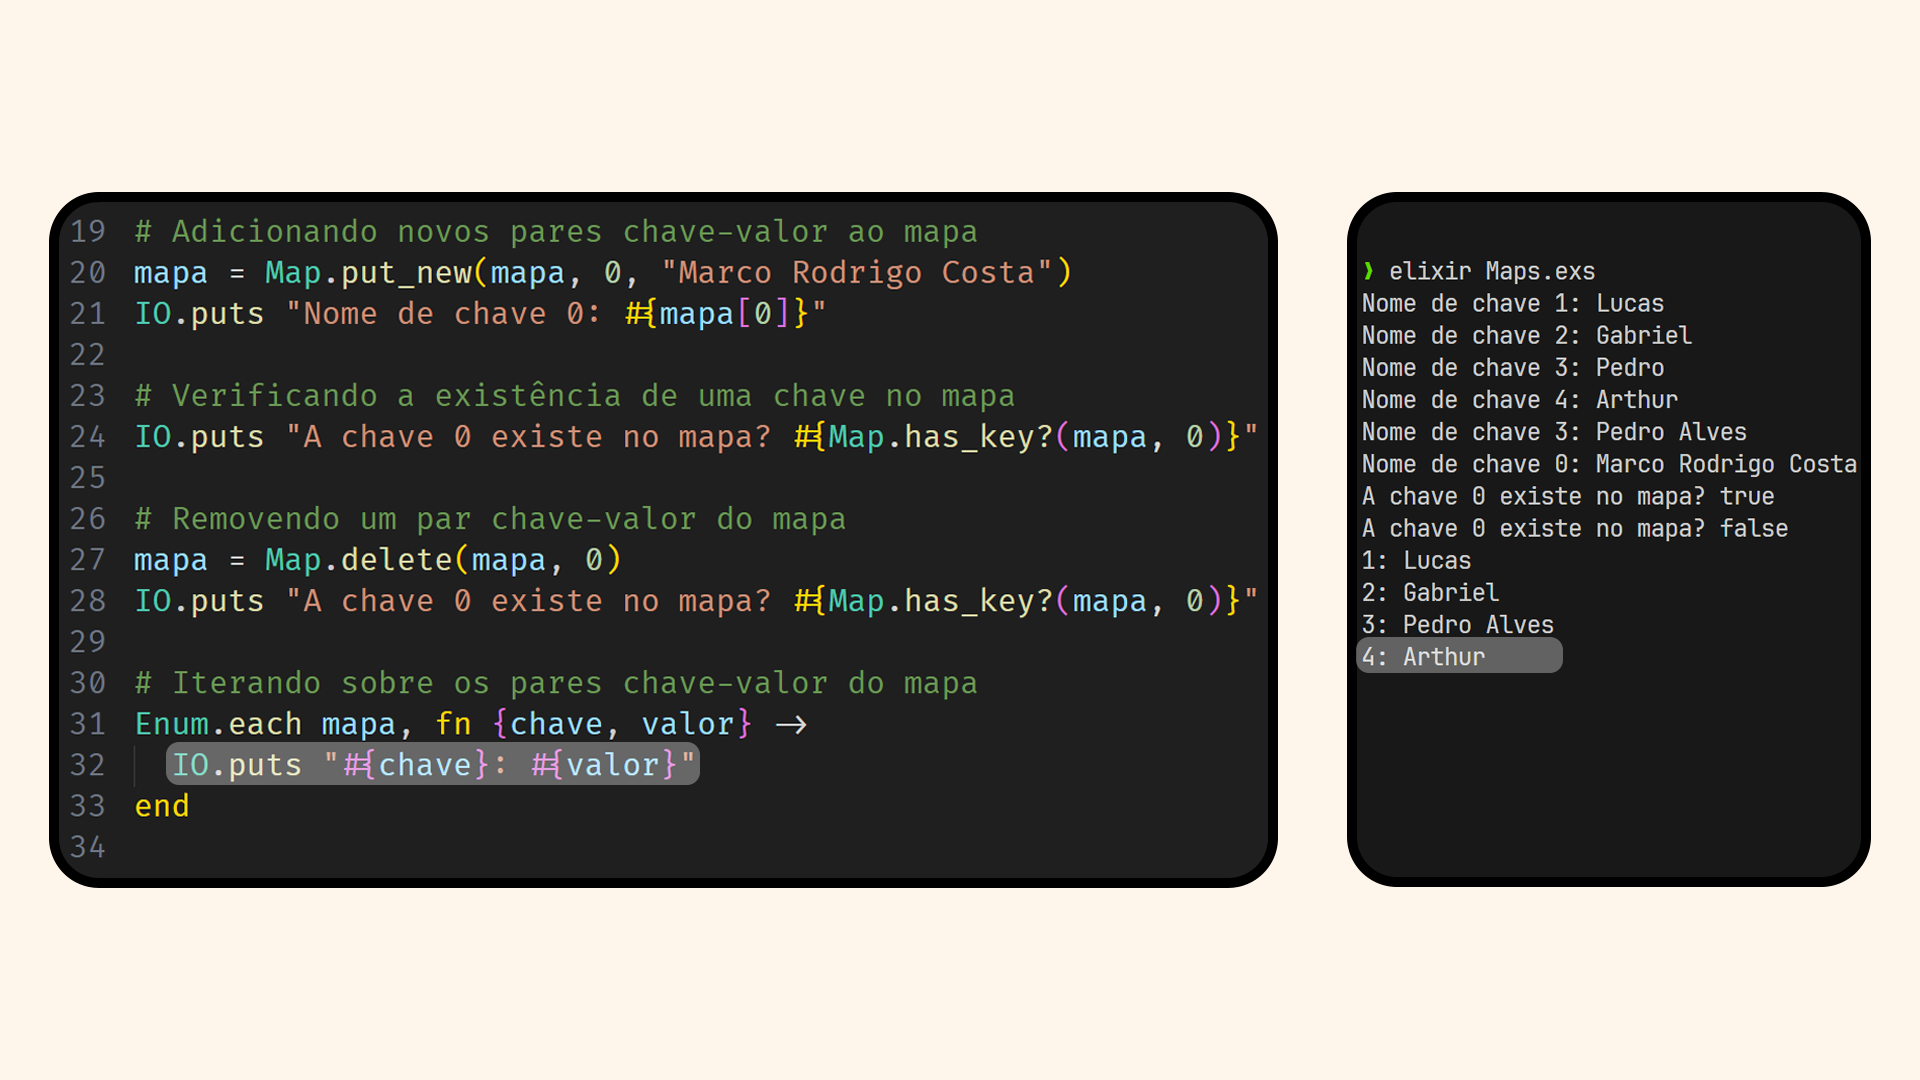 19 # Adicionando novos pares chave-valor ao mapa
20 mapa = Map.put_new(mapa, 0, "Marco Rodrigo Costa")
21 IO.puts "Nome de chave 0: #{mapa[0]}"
22
23 # Verificando a existência de uma chave no mapa
24 IO.puts "A chave 0 existe no mapa? #{Map.has_key?(mapa, 0)}"
25
26 # Removendo um par chave-valor do mapa
27 mapa = Map.delete(mapa, 0)
28 IO.puts "A chave 0 existe no mapa? #{Map.has_key?(mapa, 0)}"
29
30 # Iterando sobre os pares chave-valor do mapa
31 Enum.each mapa, fn {chave, valor} ->
32   IO.puts "#{chave}: #{valor}"
33 end
34
❱ elixir Maps.exs
Nome de chave 1: Lucas
Nome de chave 2: Gabriel
Nome de chave 3: Pedro
Nome de chave 4: Arthur
Nome de chave 3: Pedro Alves
Nome de chave 0: Marco Rodrigo Costa
A chave 0 existe no mapa? true
A chave 0 existe no mapa? false
1: Lucas
2: Gabriel
3: Pedro Alves
4: Arthur